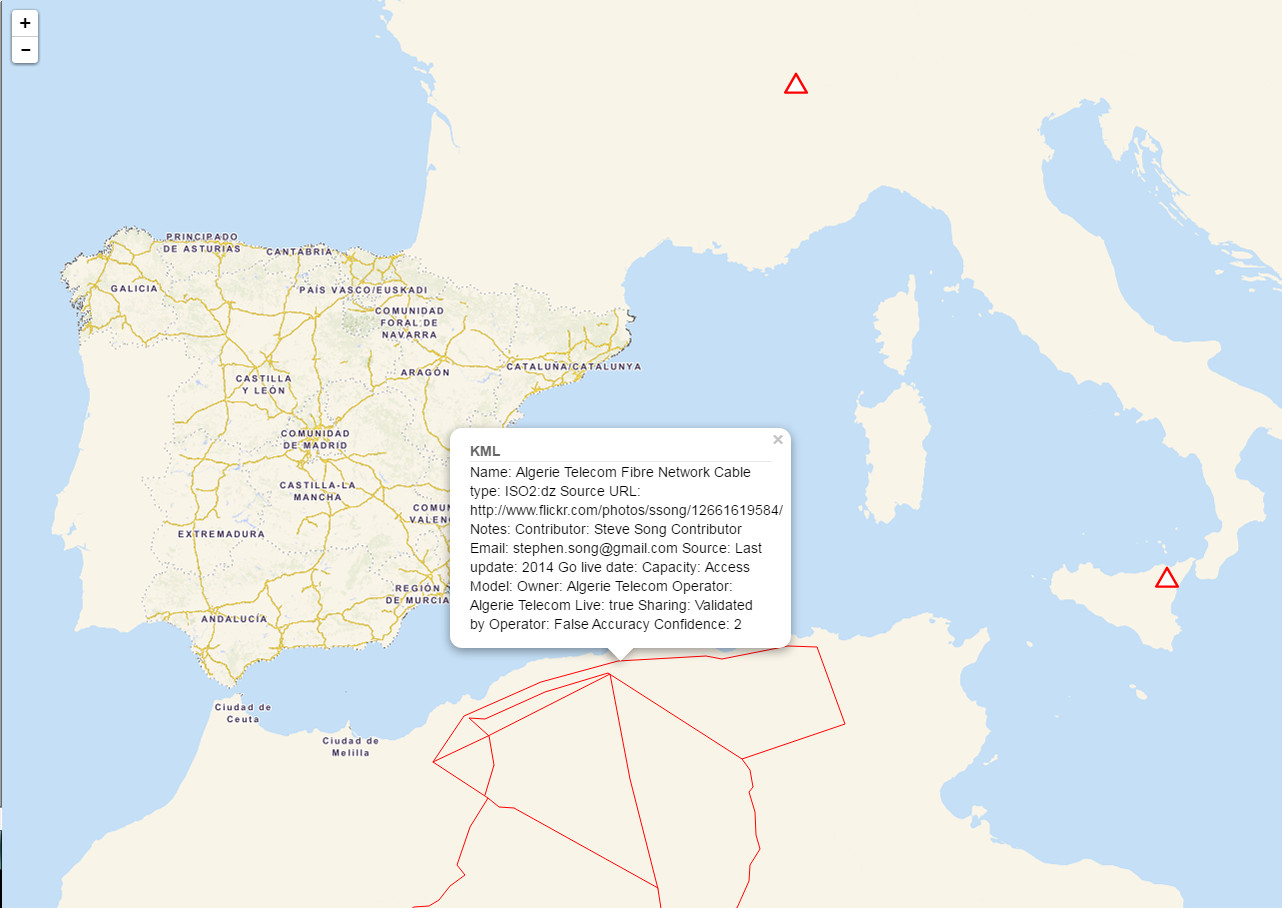 +
−
PRINCIPADO
DE ASTURIAS
CANTABRIA
GALICIA
PAÍS VASCO/EUSKADI
COMUNIDAD
FORAL DE
NAVARRA
CATALUÑA/CATALUNYA
ARAGÓN
CASTILLA
Y LEÓN
COMUNIDAD
DE MADRID
CASTILLA-LA
MANCHA
COMUN
VALEN
EXTREMADURA
REGIÓN
DE MURCIA
ANDALUCÍA
Ciudad de
Ceuta
Ciudad de
Melilla
×
KML
Name: Algerie Telecom Fibre Network Cable
type: ISO2:dz Source URL:
http://www.flickr.com/photos/ssong/12661619584/
Notes: Contributor: Steve Song Contributor
Email: stephen.song@gmail.com Source: Last
update: 2014 Go live date: Capacity: Access
Model: Owner: Algerie Telecom Operator:
Algerie Telecom Live: true Sharing: Validated
by Operator: False Accuracy Confidence: 2